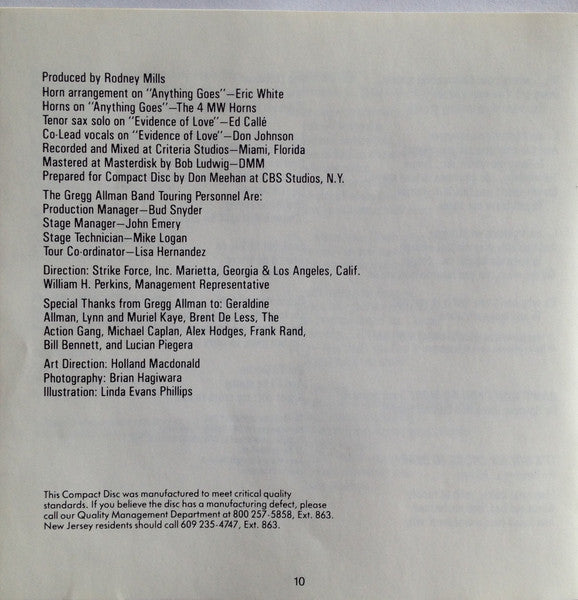 Produced by Rodney Mills
Horn arrangement on "Anything Goes"—Eric White
Horns on "Anything Goes"—The 4 MW Horns
Tenor sax solo on "Evidence of Love"—Ed Callé
Co-Lead vocals on "Evidence of Love"—Don Johnson
Recorded and Mixed at Criteria Studios—Miami, Florida
Mastered at Masterdisk by Bob Ludwig—DMM
Prepared for Compact Disc by Don Meehan at CBS Studios, N.Y.
The Gregg Allman Band Touring Personnel Are:
Production Manager—Bud Snyder
Stage Manager—John Emery
Stage Technician—Mike Logan
Tour Co-ordinator—Lisa Hernandez
Direction: Strike Force, Inc. Marietta, Georgia & Los Angeles, Calif.
William H. Perkins, Management Representative
Special Thanks from Gregg Allman to: Geraldine
Allman, Lynn and Muriel Kaye, Brent De Less, The
Action Gang, Michael Caplan, Alex Hodges, Frank Rand,
Bill Bennett, and Lucian Piegera
Art Direction: Holland Macdonald
Photography: Brian Hagiwara
Illustration: Linda Evans Phillips
This Compact Disc was manufactured to meet critical quality
standards. If you believe the disc has a manufacturing defect, please
call our Quality Management Department at 800 257-5858, Ext. 863.
New Jersey residents should call 609 235-4747, Ext. 863.
10